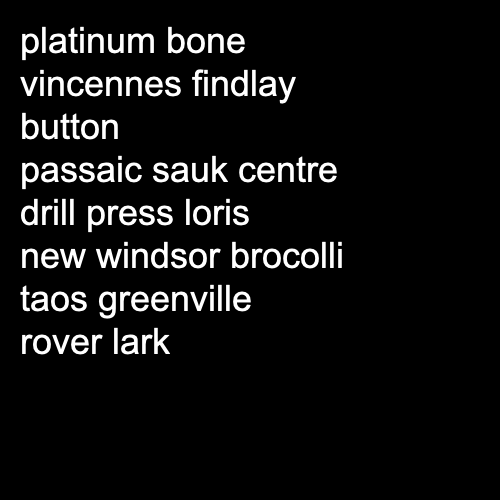 platinum bone
vincennes findlay
button
passaic sauk centre
drill press loris
new windsor brocolli
taos greenville
rover lark